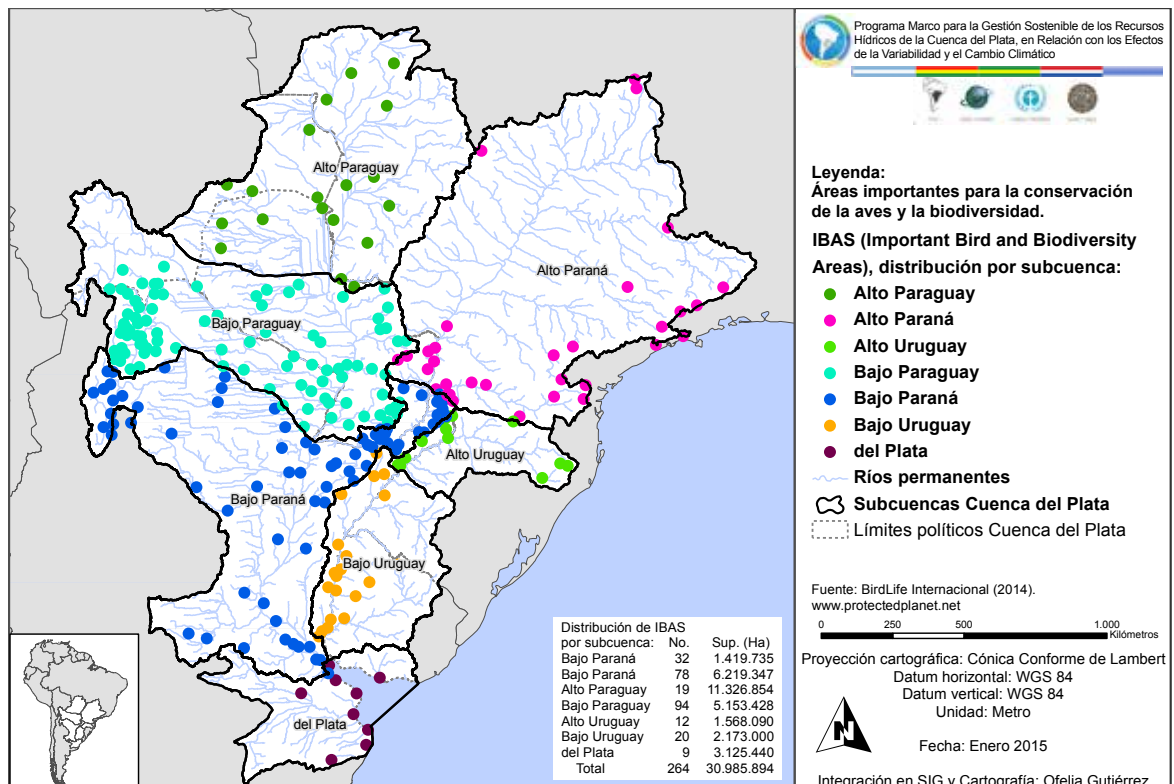 Programa Marco para la Gestión Sostenible de los Recursos
Hídricos de la Cuenca del Plata, en Relación con los Efectos
de la Variabilidad y el Cambio Climático
Leyenda:
Áreas importantes para la conservación
de la aves y la biodiversidad.
IBAS (Important Bird and Biodiversity
Areas), distribución por subcuenca:
Alto Paraguay
Alto Paraná
Alto Uruguay
Bajo Paraguay
Bajo Paraná
Bajo Uruguay
del Plata
Ríos permanentes
Subcuencas Cuenca del Plata
Límites políticos Cuenca del Plata
Fuente: BirdLife Internacional (2014).
www.protectedplanet.net
0 250 500 1.000
Kilómetros
Proyección cartográfica: Cónica Conforme de Lambert
Datum horizontal: WGS 84
Datum vertical: WGS 84
Unidad: Metro
N
Fecha: Enero 2015
Integración en SIG y Cartografía: Ofelia Gutiérrez
Alto Paraguay
Alto Paraná
Bajo Paraguay
Alto Uruguay
Bajo Paraná
Bajo Uruguay
del Plata
Distribución de IBAS
por subcuenca: No. Sup. (Ha)
Bajo Paraná 32 1.419.735
Bajo Paraná 78 6.219.347
Alto Paraguay 19 11.326.854
Bajo Paraguay 94 5.153.428
Alto Uruguay 12 1.568.090
Bajo Uruguay 20 2.173.000
del Plata 9 3.125.440
Total 264 30.985.894